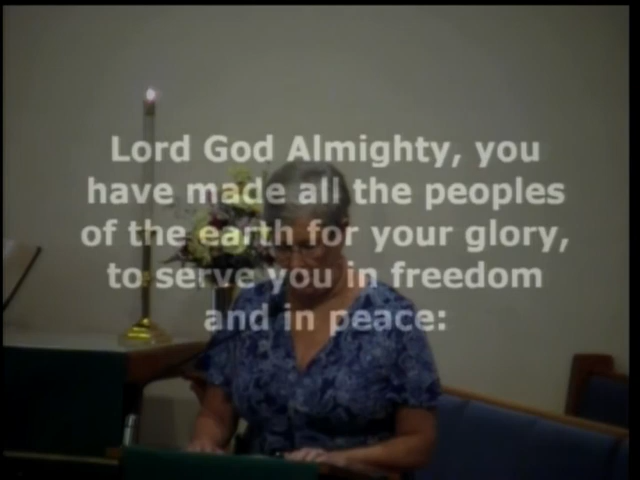 Lord God Almighty, you
have made all the peoples
of the earth for your glory,
to serve you in freedom
and in peace: